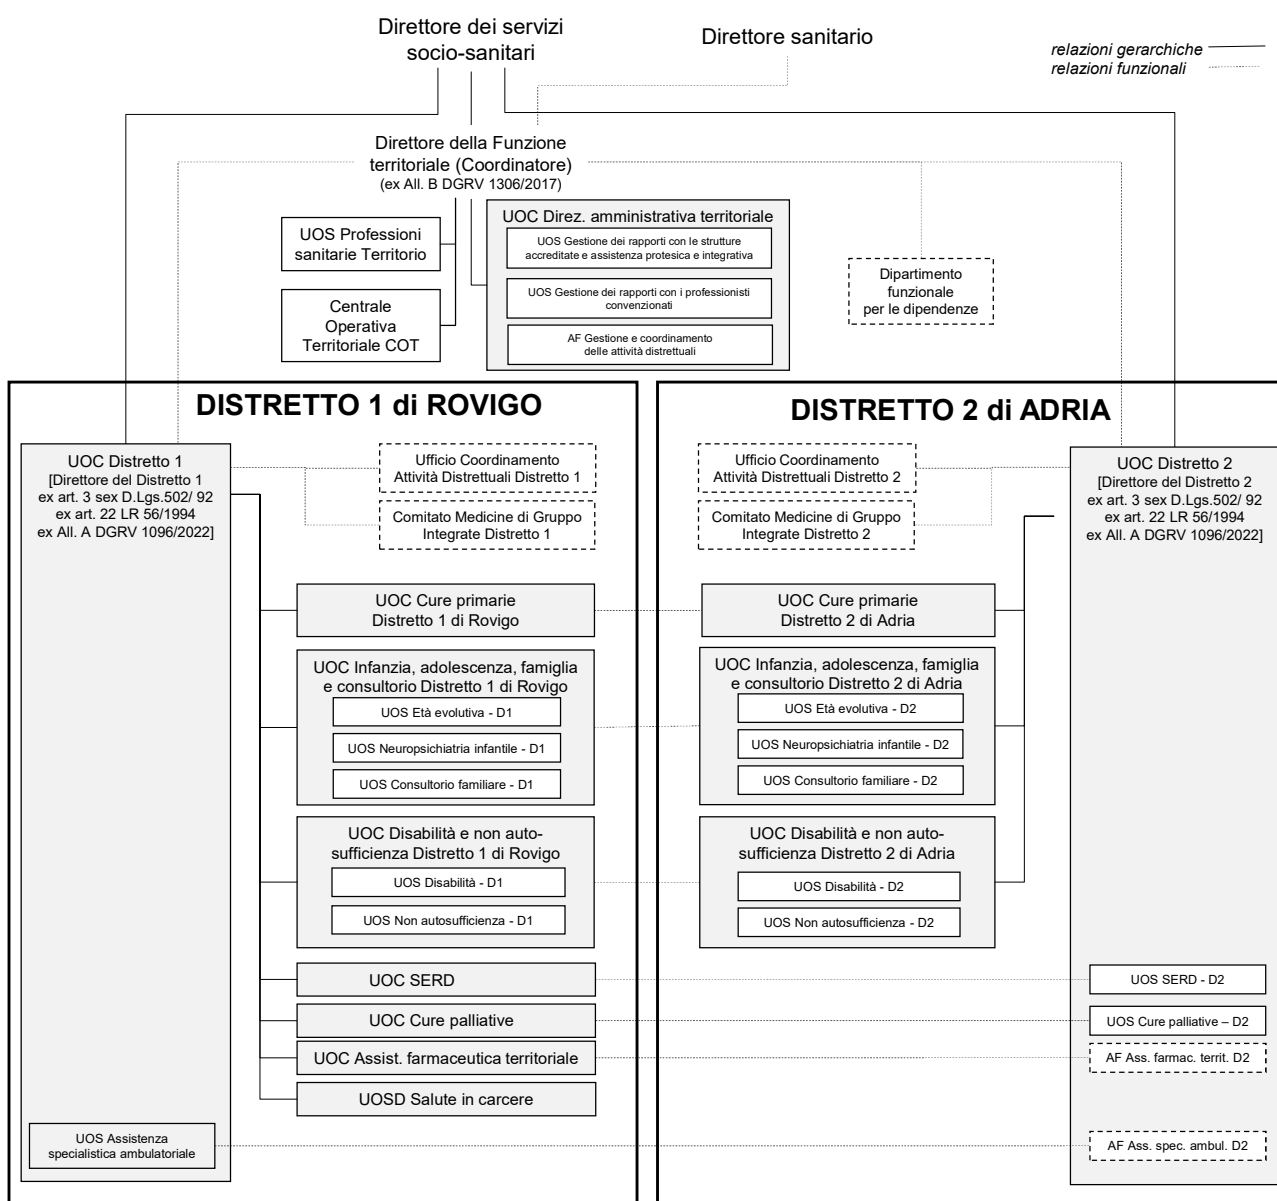 Direttore dei servizi
socio-sanitari
Direttore sanitario
relazioni gerarchiche
relazioni funzionali
Direttore della Funzione
territoriale (Coordinatore)
(ex All. B DGRV 1306/2017)
UOS Professioni
sanitarie Territorio
Centrale
Operativa
Territoriale COT
UOC Direz. amministrativa territoriale
UOS Gestione dei rapporti con le strutture
accreditate e assistenza protesica e integrativa
UOS Gestione dei rapporti con i professionisti
convenzionati
AF Gestione e coordinamento
delle attività distrettuali
Dipartimento
funzionale
per le dipendenze
DISTRETTO 1 di ROVIGO
UOC Distretto 1
[Direttore del Distretto 1
ex art. 3 sex D.Lgs.502/ 92
ex art. 22 LR 56/1994
ex All. A DGRV 1096/2022]
Ufficio Coordinamento
Attività Distrettuali Distretto 1
Comitato Medicine di Gruppo
Integrate Distretto 1
UOC Cure primarie
Distretto 1 di Rovigo
UOC Infanzia, adolescenza, famiglia
e consultorio Distretto 1 di Rovigo
UOS Età evolutiva - D1
UOS Neuropsichiatria infantile - D1
UOS Consultorio familiare - D1
UOC Disabilità e non auto-
sufficienza Distretto 1 di Rovigo
UOS Disabilità - D1
UOS Non autosufficienza - D1
UOC SERD
UOC Cure palliative
UOC Assist. farmaceutica territoriale
UOSD Salute in carcere
UOS Assistenza
specialistica ambulatoriale
DISTRETTO 2 di ADRIA
Ufficio Coordinamento
Attività Distrettuali Distretto 2
Comitato Medicine di Gruppo
Integrate Distretto 2
UOC Distretto 2
[Direttore del Distretto 2
ex art. 3 sex D.Lgs.502/ 92
ex art. 22 LR 56/1994
ex All. A DGRV 1096/2022]
UOC Cure primarie
Distretto 2 di Adria
UOC Infanzia, adolescenza, famiglia
e consultorio Distretto 2 di Adria
UOS Età evolutiva - D2
UOS Neuropsichiatria infantile - D2
UOS Consultorio familiare - D2
UOC Disabilità e non auto-
sufficienza Distretto 2 di Adria
UOS Disabilità - D2
UOS Non autosufficienza - D2
UOS SERD - D2
UOS Cure palliative – D2
AF Ass. farmac. territ. D2
AF Ass. spec. ambul. D2